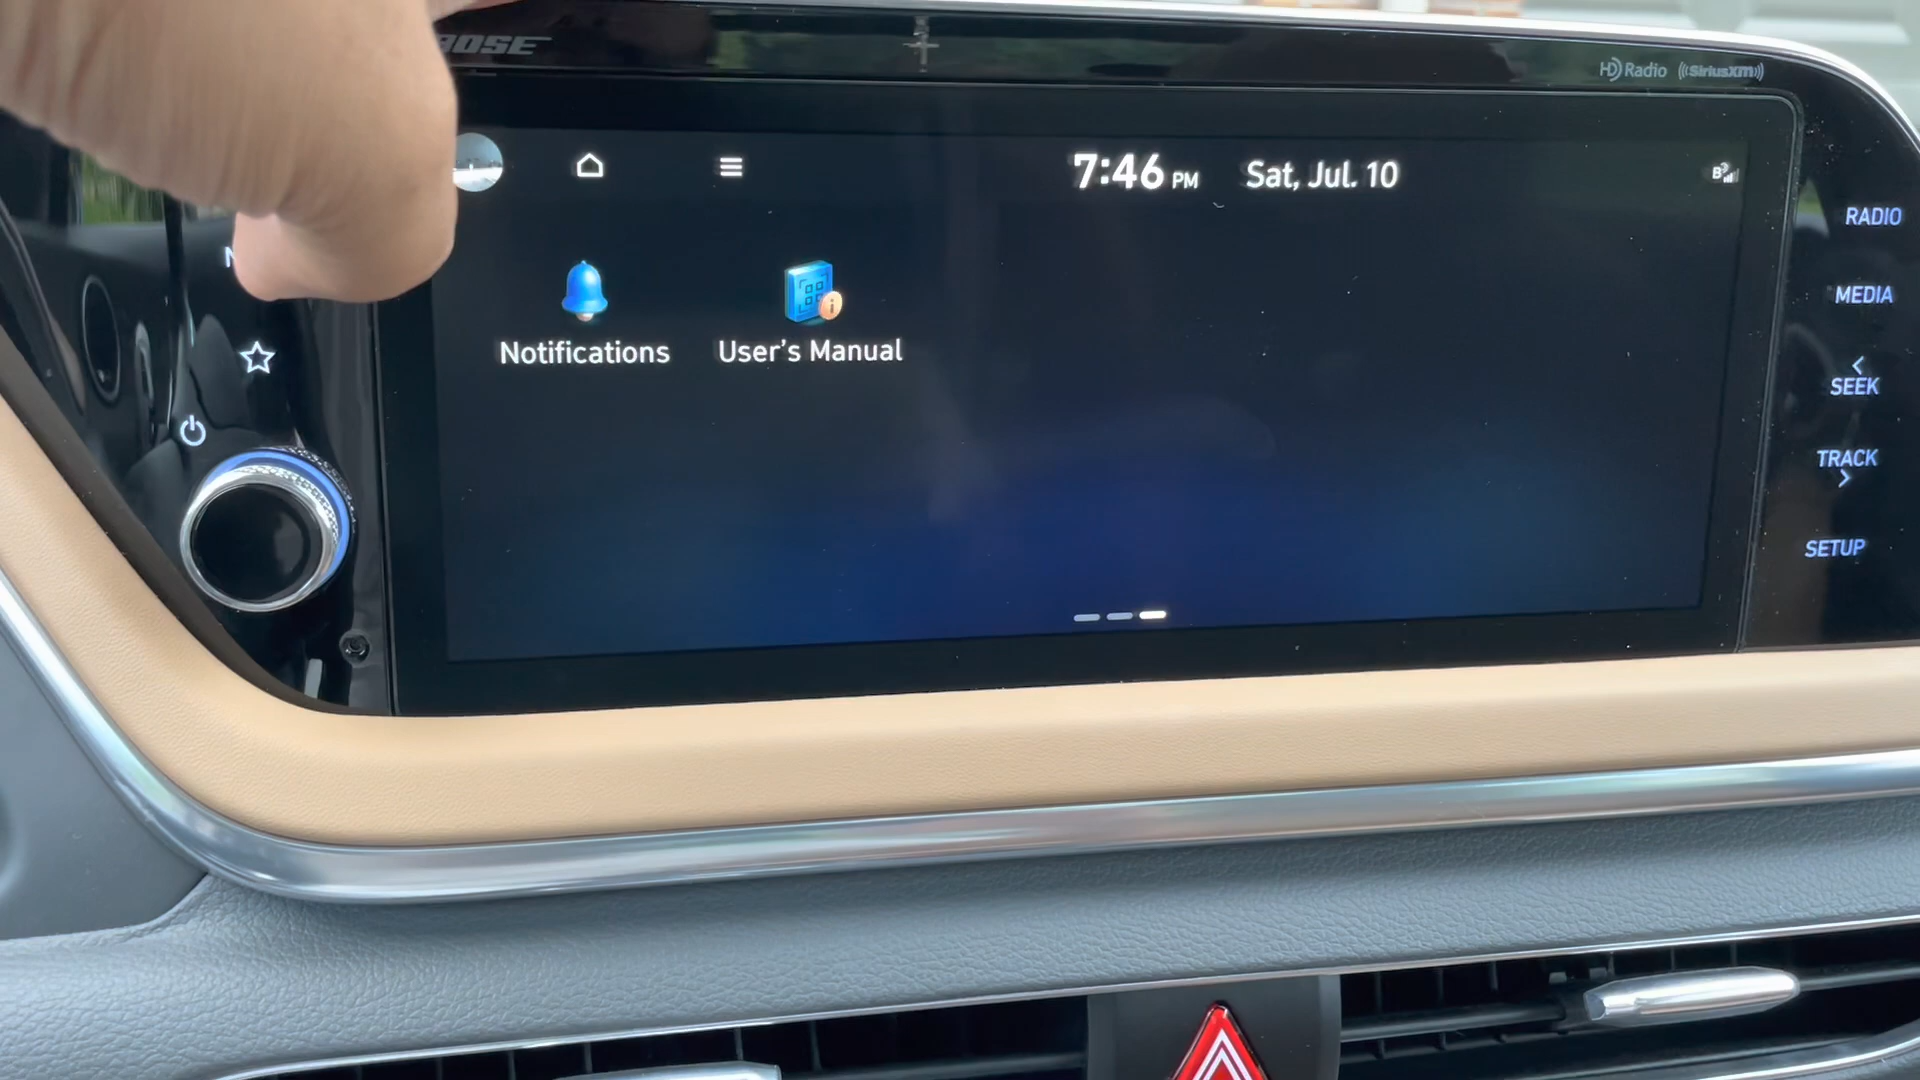 BOSE
HD Radio ((SiriusXM))
7:46 PM Sat, Jul. 10
RADIO
MEDIA
Notifications
User's Manual
<
SEEK
TRACK
>
SETUP